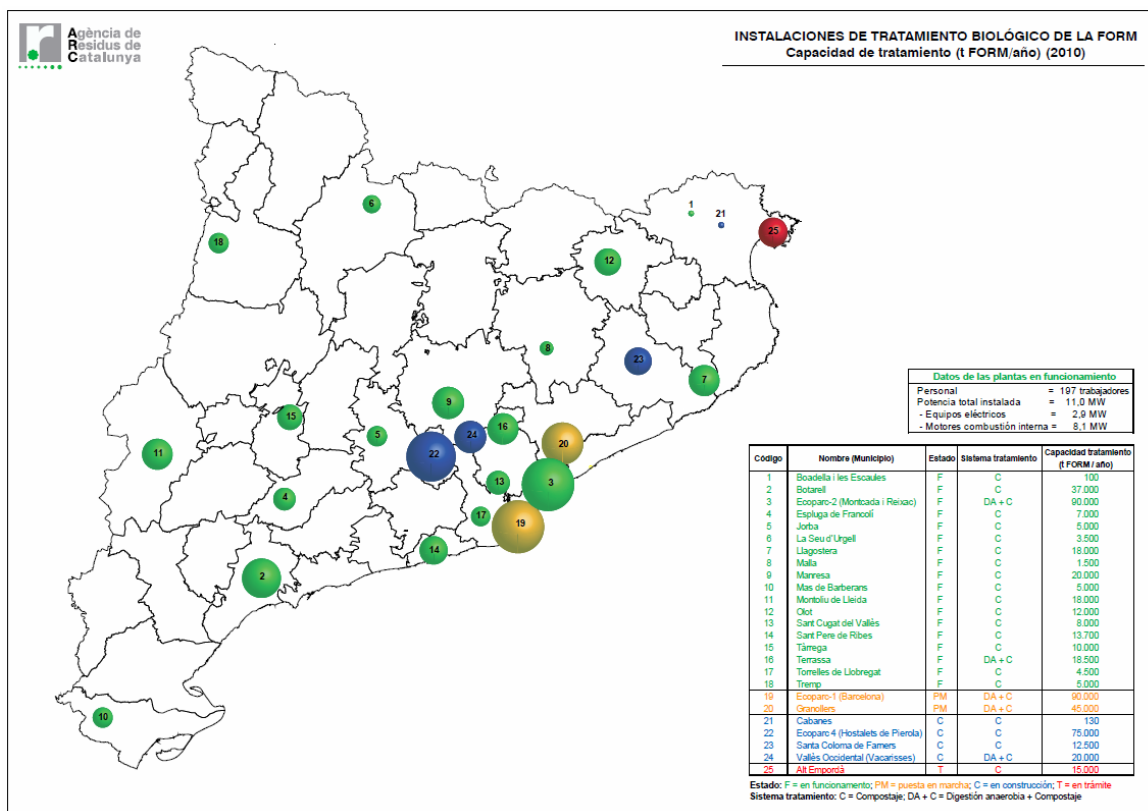 Agència de
Residus de
Catalunya
INSTALACIONES DE TRATAMIENTO BIOLÓGICO DE LA FORM
Capacidad de tratamiento (t FORM/año) (2010)
1
21
6
25
18
12
8
23
7
9
15
16
24
20
5
22
11
13
3
4
17
19
14
2
10
Datos de las plantas en funcionamiento
Personal = 197 trabajadores
Potencia total instalada = 11,0 MW
- Equipos eléctricos = 2,9 MW
- Motores combustión interna = 8,1 MW
Código Nombre (Municipio) Estado Sistema tratamiento Capacidad tratamiento (t FORM / año)
1 Boadella i les Escaules F C 100
2 Botarell F C 37.000
3 Ecoparc-2 (Montcada i Reixac) F DA + C 90.000
4 Espluga de Francolí F C 7.000
5 Jorba F C 5.000
6 La Seu d'Urgell F C 3.500
7 Llagostera F C 18.000
8 Malla F C 1.500
9 Manresa F C 20.000
10 Mas de Barberans F C 5.000
11 Montoliu de Lleida F C 18.000
12 Olot F C 12.000
13 Sant Cugat del Vallès F C 8.000
14 Sant Pere de Ribes F C 13.700
15 Tàrrega F C 10.000
16 Terrassa F DA + C 18.500
17 Torrelles de Llobregat F C 4.500
18 Tremp F C 5.000
19 Ecoparc-1 (Barcelona) PM DA + C 90.000
20 Granollers PM DA + C 45.000
21 Cabanes C C 130
22 Ecoparc 4 (Hostalets de Pierola) C C 75.000
23 Santa Coloma de Farners C C 12.500
24 Vallès Occidental (Vacarisses) C DA + C 20.000
25 Alt Empordà T C 15.000
Estado: F = en funcionamento; PM = puesta en marcha; C = en construcción; T = en trámite
Sistema tratamiento: C = Compostaje; DA + C = Digestión anaerobia + Compostaje